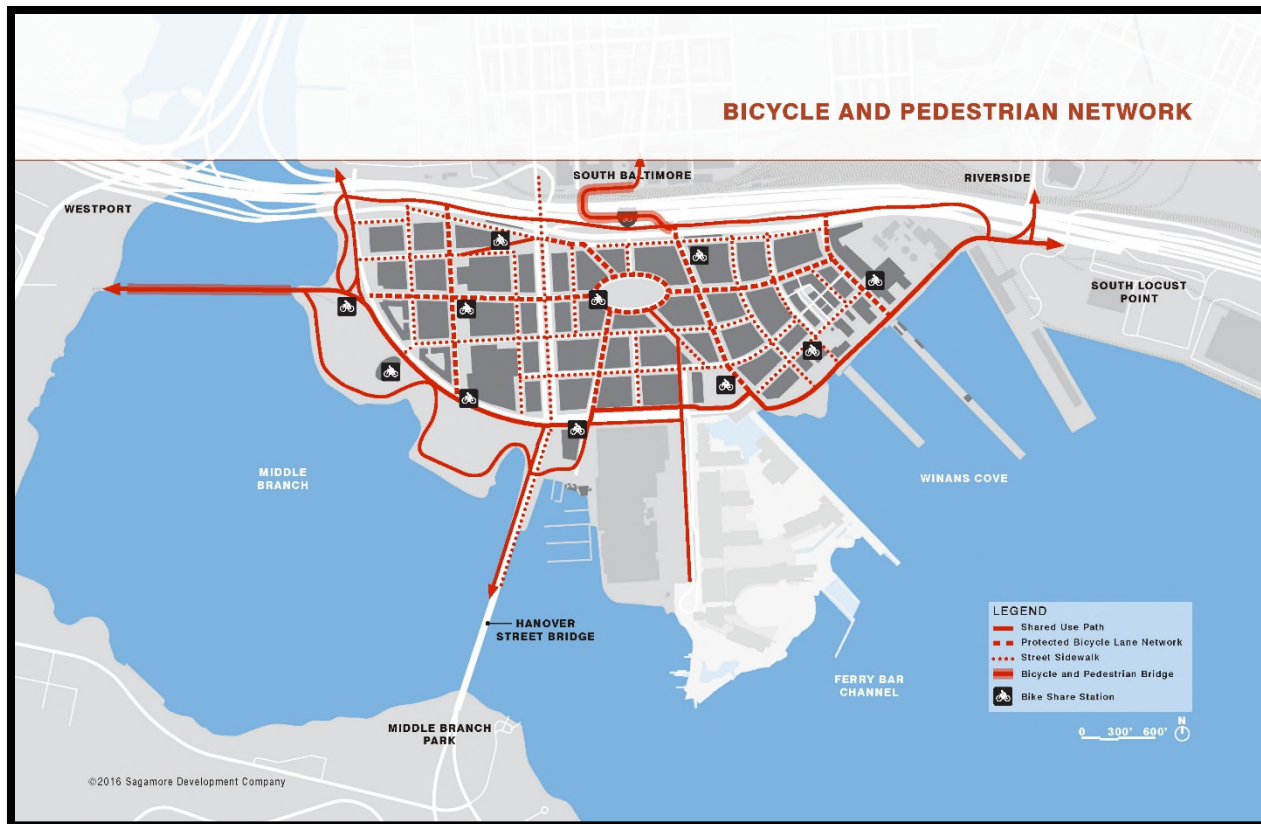 BICYCLE AND PEDESTRIAN NETWORK
SOUTH BALTIMORE
RIVERSIDE
WESTPORT
SOUTH LOCUST
POINT
MIDDLE
BRANCH
WINANS COVE
HANOVER
STREET BRIDGE
FERRY BAR
CHANNEL
MIDDLE BRANCH
PARK
LEGEND
Shared Use Path
Protected Bicycle Lane Network
Street Sidewalk
Bicycle and Pedestrian Bridge
Bike Share Station
N
0 300' 600'
©2016 Sagamore Development Company